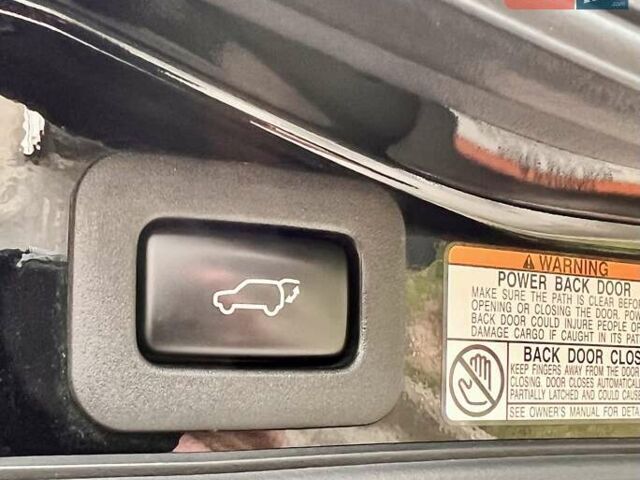 WARNING
POWER BACK DOOR
MAKE SURE THE PATH IS CLEAR
OPENING OR CLOSING THE DOOR.
BACK DOOR COULD INJURE PEOPLE
DAMAGE CARGO IF CAUGHT IN ITS
BACK DOOR
KEEP FINGERS AWAY FROM THE DOOR
CLOSING. DOOR CLOSES
PARTIALLY LATCHED AND COULD
SEE OWNER'S MANUAL FOR
.com